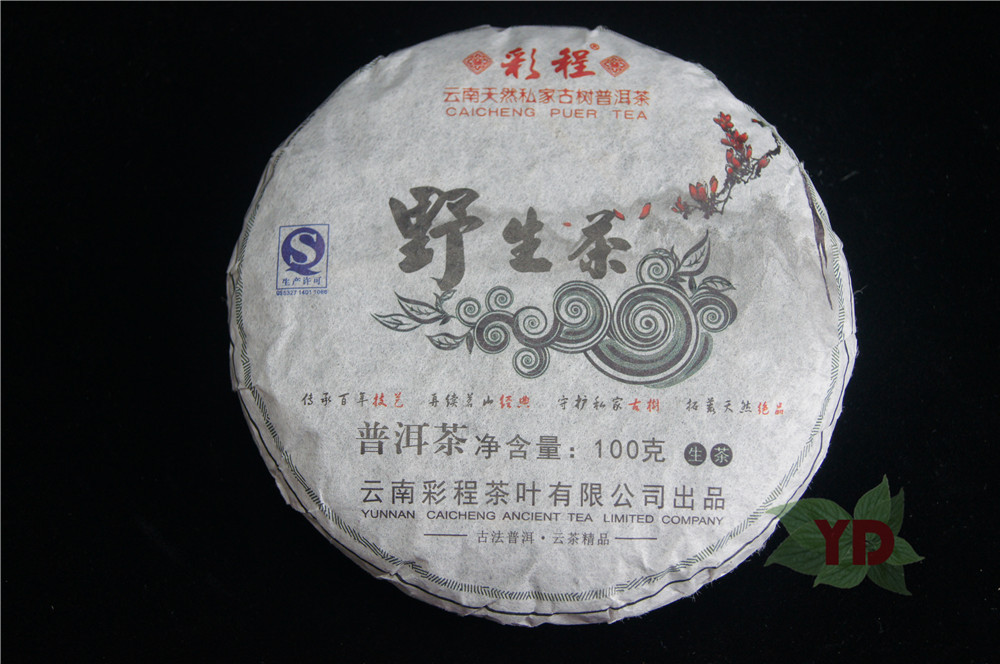 彩程®
云南天然私家古树普洱茶
CAICHENG PUER TEA
野生茶
QS
生产许可
传承百年技艺 再续茗山经典 守护私家古树 拓茗天然绝品
普洱茶 净含量：100克 生茶
云南彩程茶叶有限公司出品
YUNNAN CAICHENG ANCIENT TEA LIMITED COMPANY
古法普洱·云茶精品
YD